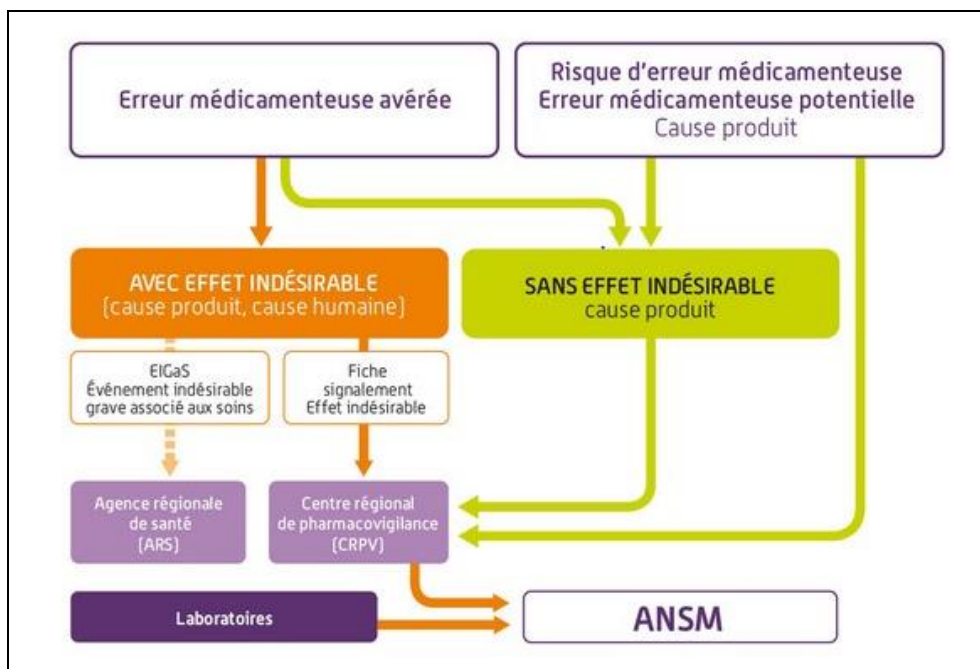 Erreur médicamenteuse avérée
Risque d'erreur médicamenteuse
Erreur médicamenteuse potentielle
Cause produit
AVEC EFFET INDÉSIRABLE
(cause produit, cause humaine)
SANS EFFET INDÉSIRABLE
cause produit
EIGaS
Événement indésirable
grave associé aux soins
Fiche
signalement
Effet indésirable
Agence régionale
de santé
(ARS)
Centre régional
de pharmacovigilance
(CRPV)
Laboratoires
ANSM